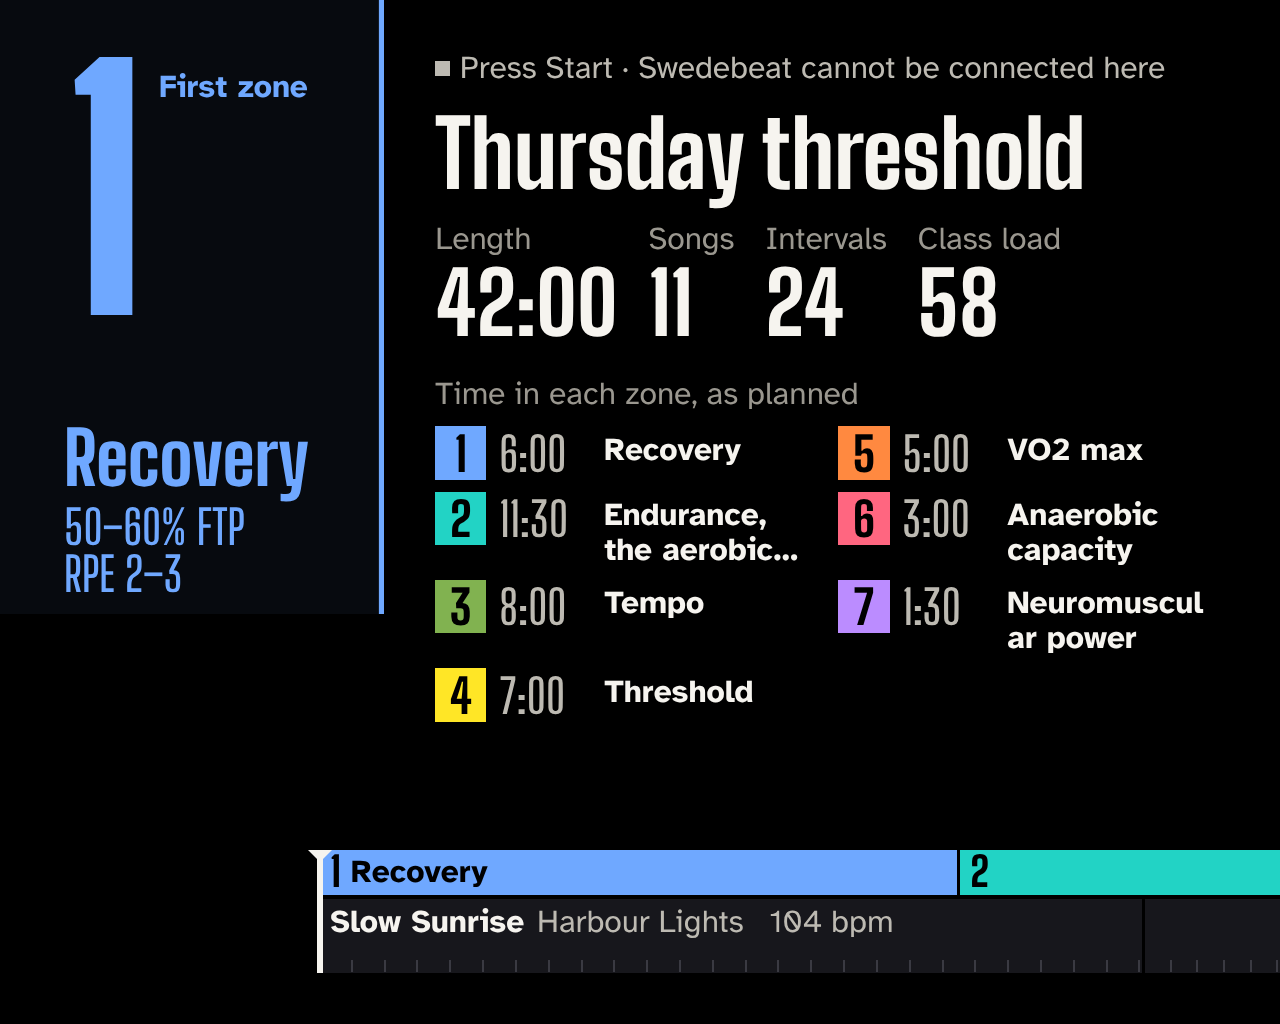 1 First zone
Recovery
50–60% FTP
RPE 2–3
Press Start · Swedebeat cannot be connected here
Thursday threshold
Length Songs Intervals Class load
42:00 11 24 58
Time in each zone, as planned
1 6:00 Recovery
2 11:30 Endurance,
the aerobic...
3 8:00 Tempo
4 7:00 Threshold
5 5:00 VO2 max
6 3:00 Anaerobic
capacity
7 1:30 Neuromuscul
ar power
1 Recovery 2
Slow Sunrise Harbour Lights 104 bpm